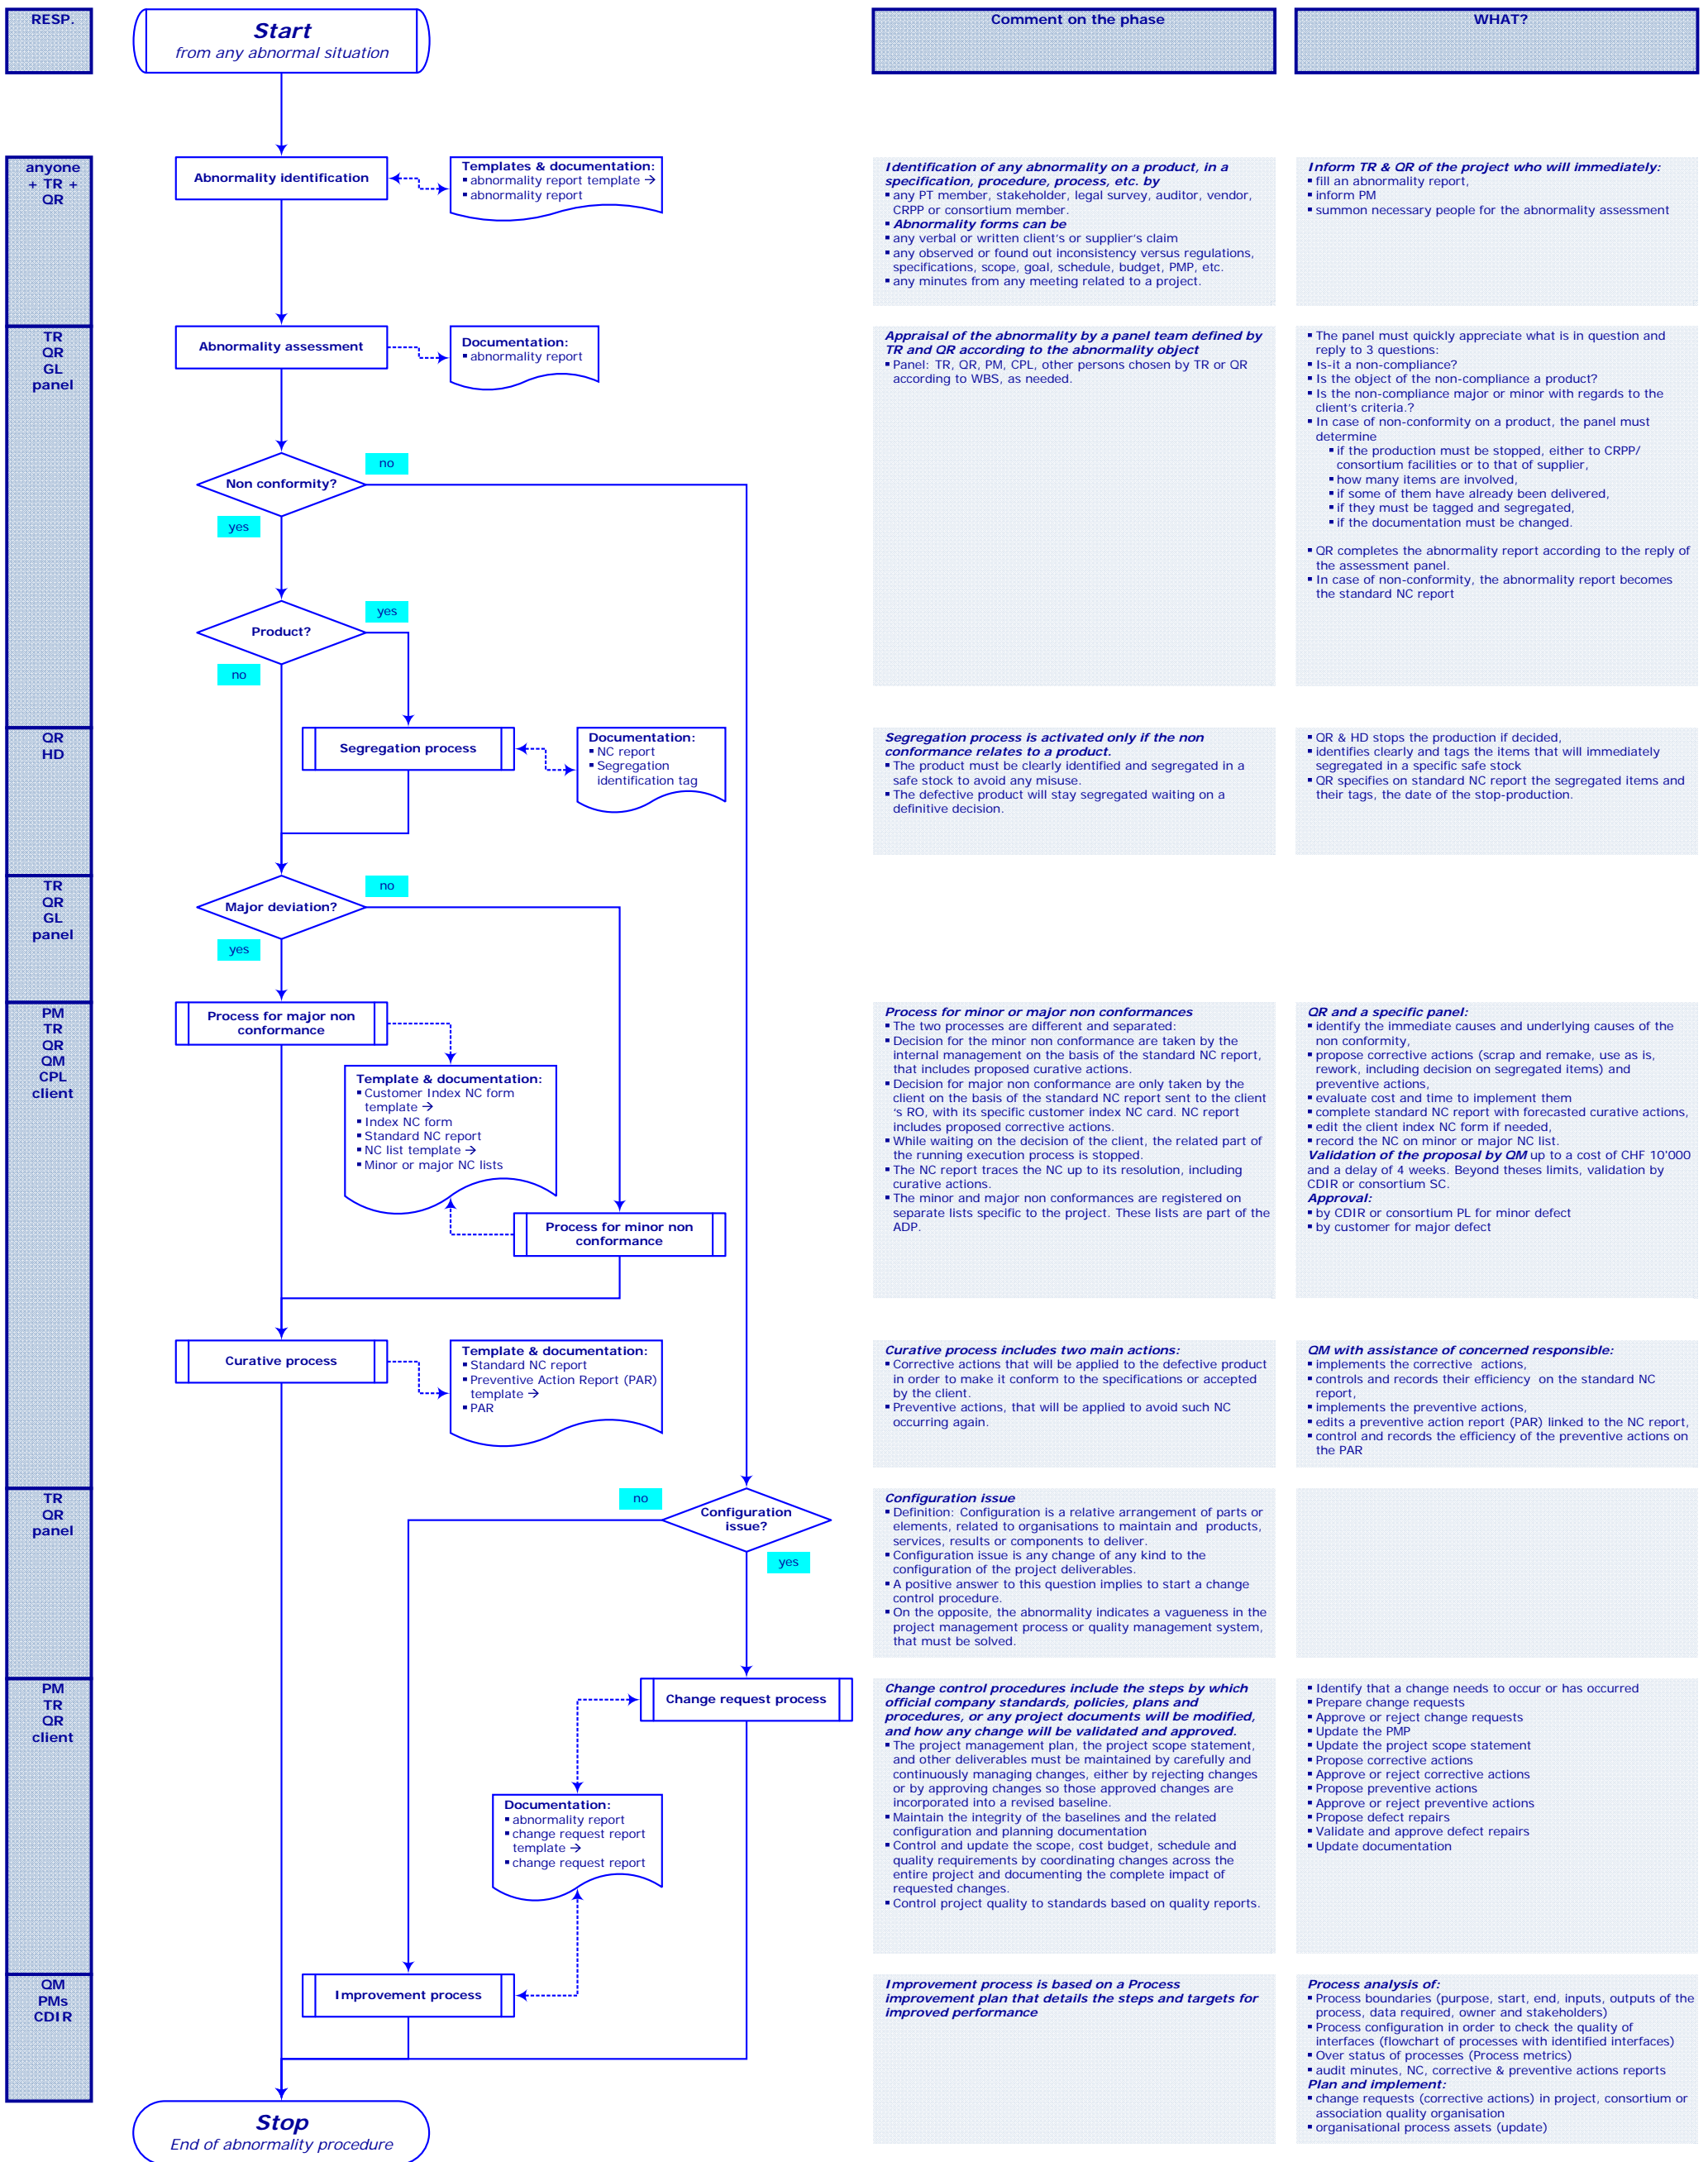 RESP.
Start
from any abnormal situation
Comment on the phase
WHAT?
anyone
+ TR +
QR
Abnormality identification
Templates & documentation:
▪ abnormality report template →
▪ abnormality report
Identification of any abnormality on a product, in a
specification, procedure, process, etc. by
▪ any PT member, stakeholder, legal survey, auditor, vendor,
CRPP or consortium member.
▪ Abnormality forms can be
▪ any verbal or written client's or supplier's claim
▪ any observed or found out inconsistency versus regulations,
specifications, scope, goal, schedule, budget, PMP, etc.
▪ any minutes from any meeting related to a project.
Inform TR & QR of the project who will immediately:
▪ fill an abnormality report,
▪ inform PM
▪ summon necessary people for the abnormality assessment
TR
QR
GL
panel
Abnormality assessment
Documentation:
▪ abnormality report
Appraisal of the abnormality by a panel team defined by
TR and QR according to the abnormality object
▪ Panel: TR, QR, PM, CPL, other persons chosen by TR or QR
according to WBS, as needed.
▪ The panel must quickly appreciate what is in question and
reply to 3 questions:
▪ Is-it a non-compliance?
▪ Is the object of the non-compliance a product?
▪ Is the non-compliance major or minor with regards to the
client's criteria.?
▪ In case of non-conformity on a product, the panel must
determine
▪ if the production must be stopped, either to CRPP/
consortium facilities or to that of supplier,
▪ how many items are involved,
▪ if some of them have already been delivered,
▪ if they must be tagged and segregated,
▪ if the documentation must be changed.
▪ QR completes the abnormality report according to the reply of
the assessment panel.
▪ In case of non-conformity, the abnormality report becomes
the standard NC report
no
Non conformity?
yes
yes
Product?
no
QR
HD
Segregation process
Documentation:
▪ NC report
▪ Segregation
identification tag
Segregation process is activated only if the non
conformance relates to a product.
▪ The product must be clearly identified and segregated in a
safe stock to avoid any misuse.
▪ The defective product will stay segregated waiting on a
definitive decision.
▪ QR & HD stops the production if decided,
▪ identifies clearly and tags the items that will immediately
segregated in a specific safe stock
▪ QR specifies on standard NC report the segregated items and
their tags, the date of the stop-production.
TR
QR
GL
panel
no
Major deviation?
yes
PM
TR
QR
QM
CPL
client
Process for major non
conformance
Template & documentation:
▪ Customer Index NC form
template →
▪ Index NC form
▪ Standard NC report
▪ NC list template →
▪ Minor or major NC lists
Process for minor non
conformance
Process for minor or major non conformances
▪ The two processes are different and separated:
▪ Decision for the minor non conformance are taken by the
internal management on the basis of the standard NC report,
that includes proposed curative actions.
▪ Decision for major non conformance are only taken by the
client on the basis of the standard NC report sent to the client
's RO, with its specific customer index NC card. NC report
includes proposed corrective actions.
▪ While waiting on the decision of the client, the related part of
the running execution process is stopped.
▪ The NC report traces the NC up to its resolution, including
curative actions.
▪ The minor and major non conformances are registered on
separate lists specific to the project. These lists are part of the
ADP.
QR and a specific panel:
▪ identify the immediate causes and underlying causes of the
non conformity,
▪ propose corrective actions (scrap and remake, use as is,
rework, including decision on segregated items) and
preventive actions,
▪ evaluate cost and time to implement them
▪ complete standard NC report with forecasted curative actions,
▪ edit the client index NC form if needed,
▪ record the NC on minor or major NC list.
Validation of the proposal by QM up to a cost of CHF 10'000
and a delay of 4 weeks. Beyond theses limits, validation by
CDIR or consortium SC.
Approval:
▪ by CDIR or consortium PL for minor defect
▪ by customer for major defect
Curative process
Template & documentation:
▪ Standard NC report
▪ Preventive Action Report (PAR)
template →
▪ PAR
Curative process includes two main actions:
▪ Corrective actions that will be applied to the defective product
in order to make it conform to the specifications or accepted
by the client.
▪ Preventive actions, that will be applied to avoid such NC
occurring again.
QM with assistance of concerned responsible:
▪ implements the corrective actions,
▪ controls and records their efficiency on the standard NC
report,
▪ implements the preventive actions,
▪ edits a preventive action report (PAR) linked to the NC report,
▪ control and records the efficiency of the preventive actions on
the PAR
TR
QR
panel
no
Configuration
issue?
yes
Configuration issue
▪ Definition: Configuration is a relative arrangement of parts or
elements, related to organisations to maintain and products,
services, results or components to deliver.
▪ Configuration issue is any change of any kind to the
configuration of the project deliverables.
▪ A positive answer to this question implies to start a change
control procedure.
▪ On the opposite, the abnormality indicates a vagueness in the
project management process or quality management system,
that must be solved.
PM
TR
QR
client
Change request process
Documentation:
▪ abnormality report
▪ change request report
template →
▪ change request report
Change control procedures include the steps by which
official company standards, policies, plans and
procedures, or any project documents will be modified,
and how any change will be validated and approved.
▪ The project management plan, the project scope statement,
and other deliverables must be maintained by carefully and
continuously managing changes, either by rejecting changes
or by approving changes so those approved changes are
incorporated into a revised baseline.
▪ Maintain the integrity of the baselines and the related
configuration and planning documentation
▪ Control and update the scope, cost budget, schedule and
quality requirements by coordinating changes across the
entire project and documenting the complete impact of
requested changes.
▪ Control project quality to standards based on quality reports.
▪ Identify that a change needs to occur or has occurred
▪ Prepare change requests
▪ Approve or reject change requests
▪ Update the PMP
▪ Update the project scope statement
▪ Propose corrective actions
▪ Approve or reject corrective actions
▪ Propose preventive actions
▪ Approve or reject preventive actions
▪ Propose defect repairs
▪ Validate and approve defect repairs
▪ Update documentation
QM
PMs
CDIR
Improvement process
Improvement process is based on a Process
improvement plan that details the steps and targets for
improved performance
Process analysis of:
▪ Process boundaries (purpose, start, end, inputs, outputs of the
process, data required, owner and stakeholders)
▪ Process configuration in order to check the quality of
interfaces (flowchart of processes with identified interfaces)
▪ Over status of processes (Process metrics)
▪ audit minutes, NC, corrective & preventive actions reports
Plan and implement:
▪ change requests (corrective actions) in project, consortium or
association quality organisation
▪ organisational process assets (update)
Stop
End of abnormality procedure